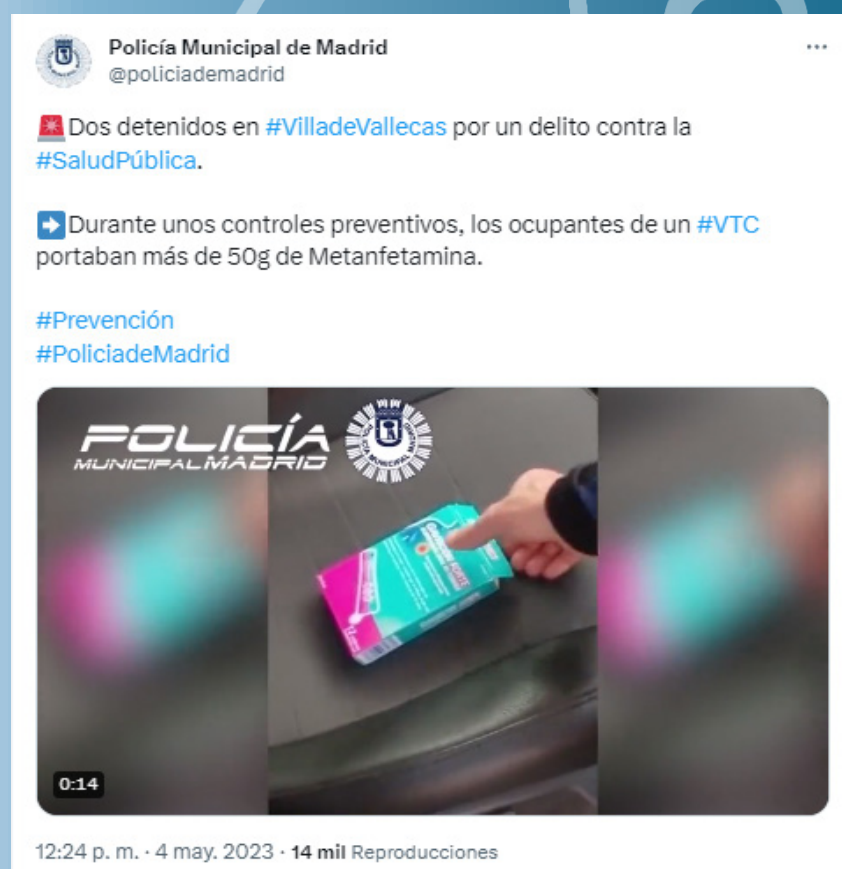 Policía Municipal de Madrid
@policiademadrid
Dos detenidos en #VilladeVallecas por un delito contra la
#SaludPública.
Durante unos controles preventivos, los ocupantes de un #VTC
portaban más de 50g de Metanfetamina.
#Prevención
#PoliciadeMadrid
POLICÍA
MUNICIPAL MADRID
0:14
12:24 p. m. · 4 may. 2023 · 14 mil Reproducciones